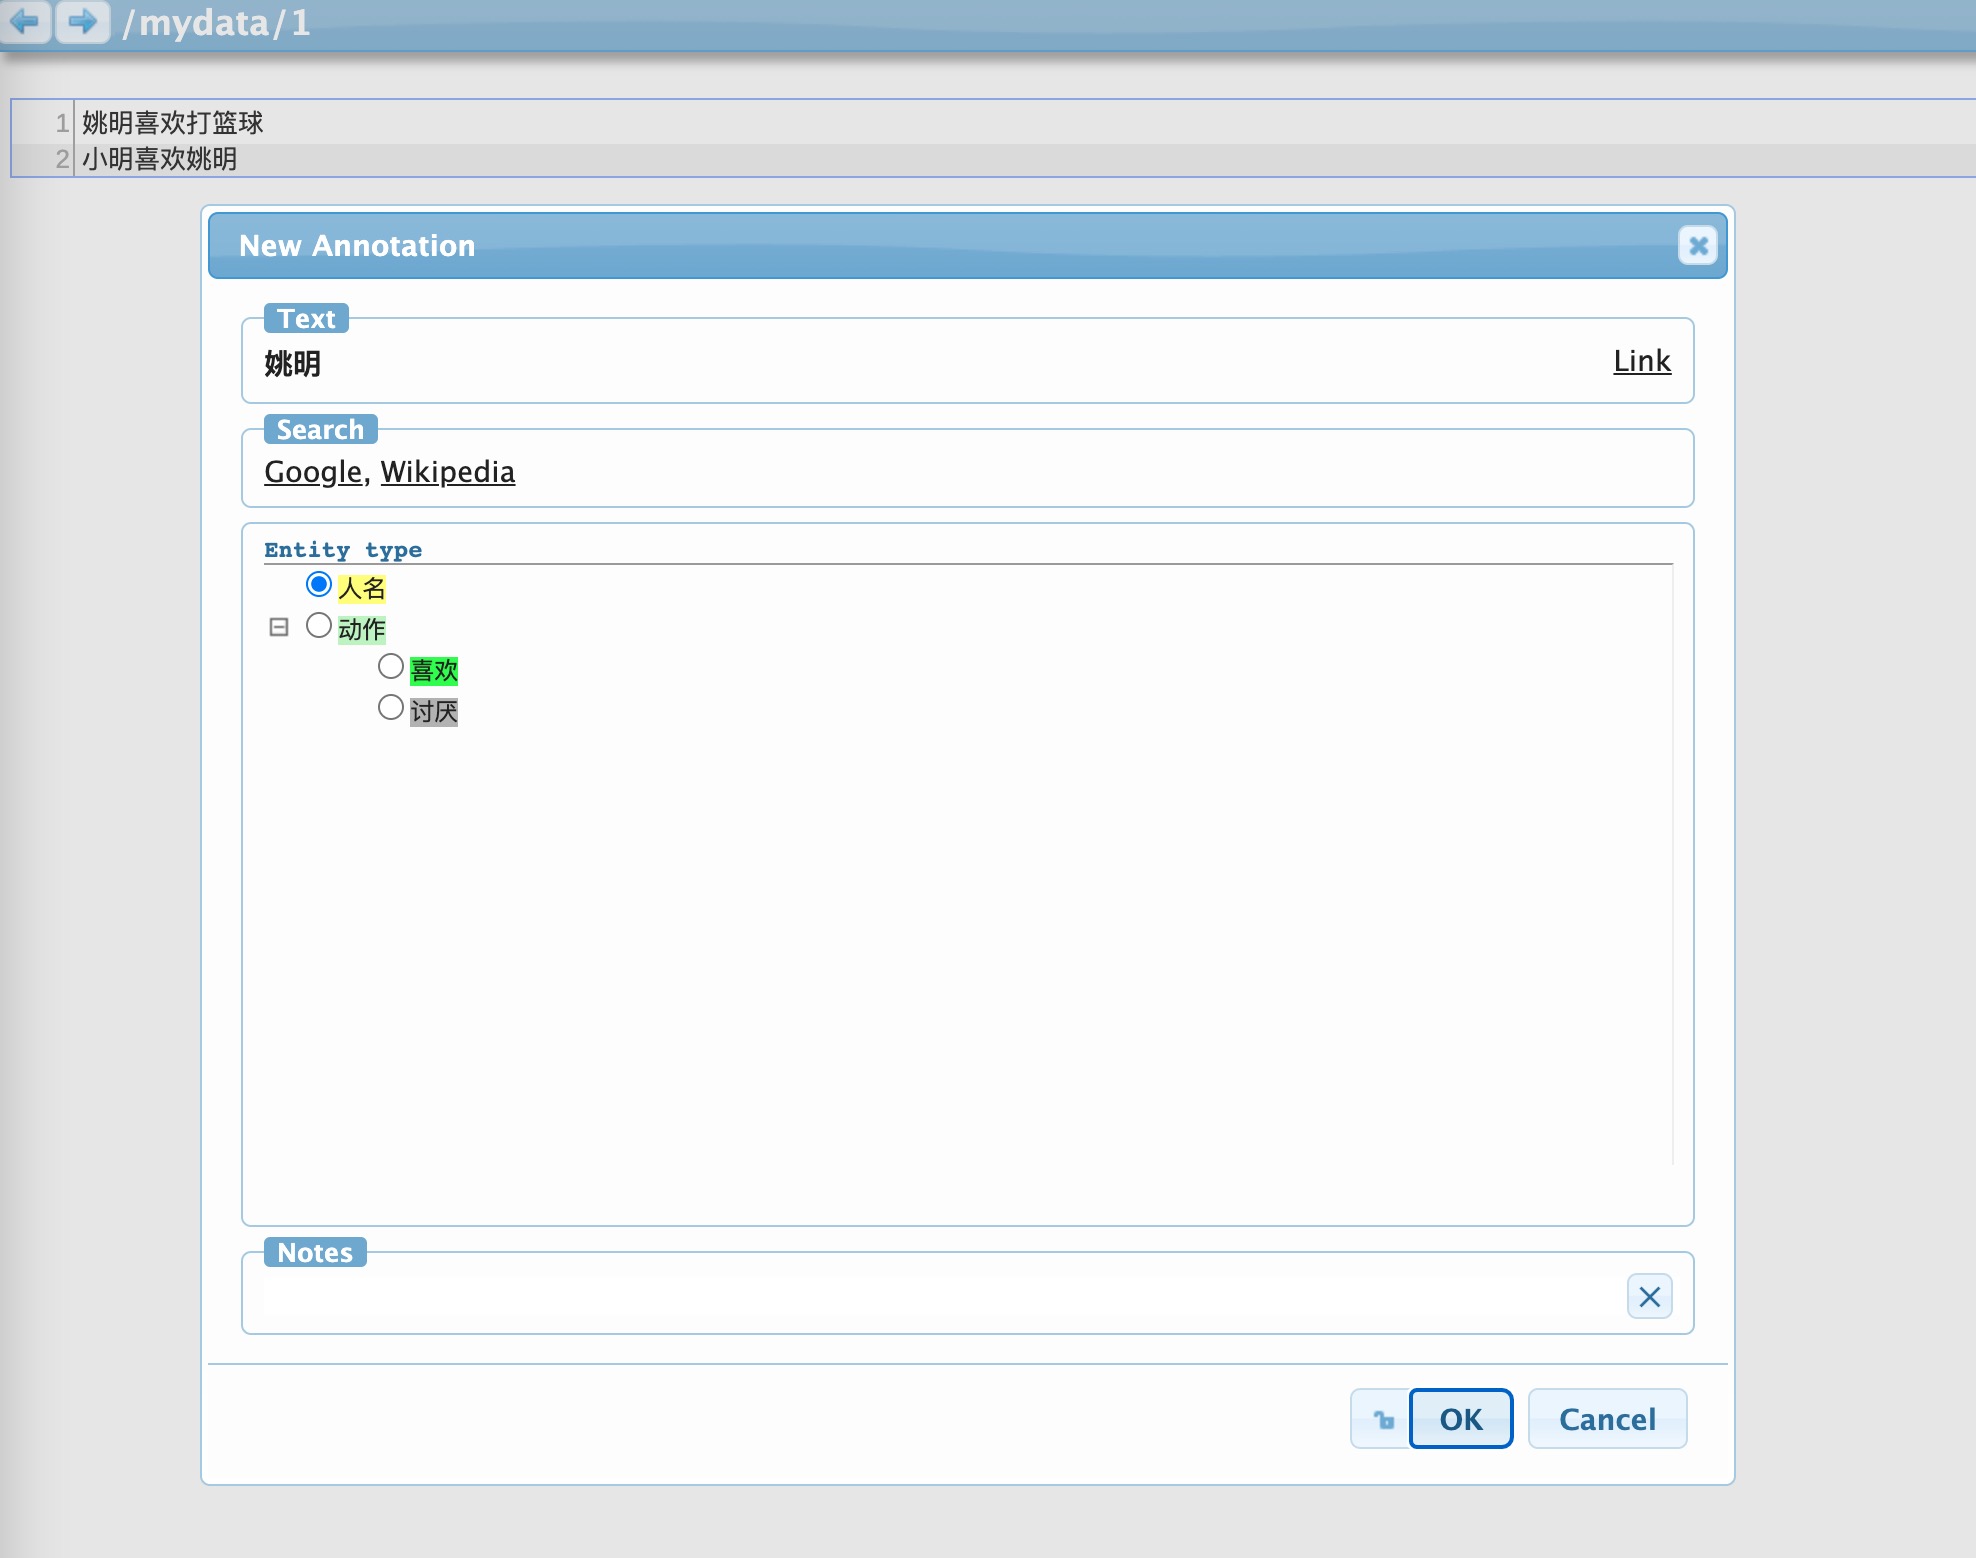 /mydata/1
1 姚明喜欢打篮球
2 小明喜欢姚明
New Annotation
Text
姚明 Link
Search
Google, Wikipedia
Entity type
人名
动作
喜欢
讨厌
Notes
OK Cancel